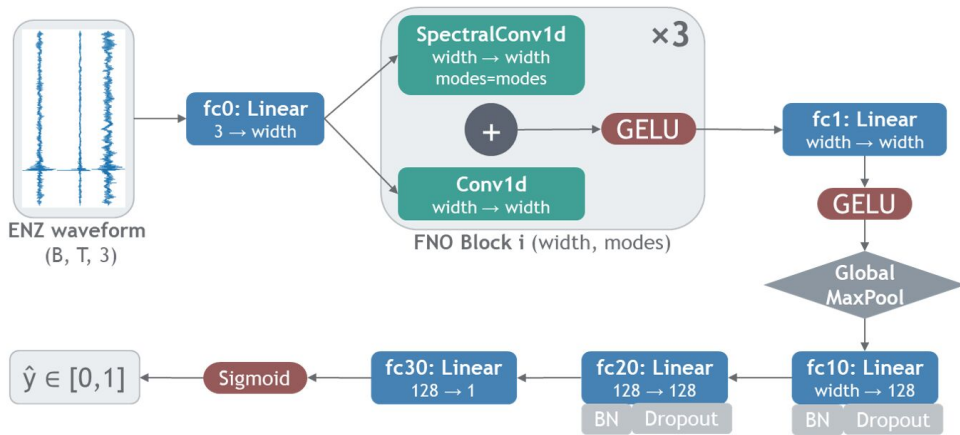 ENZ waveform
(B, T, 3)
fc0: Linear
3 → width
SpectralConv1d
width → width
modes=modes
×3
+
GELU
Conv1d
width → width
FNO Block i (width, modes)
fc1: Linear
width → width
GELU
Global
MaxPool
fc10: Linear
width → 128
BN Dropout
fc20: Linear
128 → 128
BN Dropout
fc30: Linear
128 → 1
Sigmoid
ŷ ∈ [0,1]